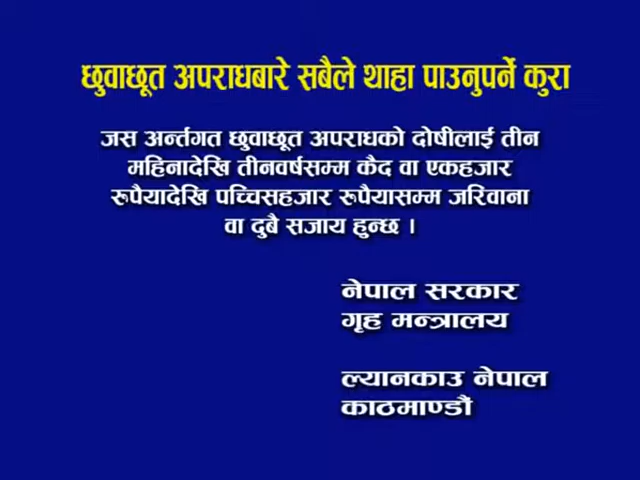 छुवाछूत अपराधबारे सबैले थाहा पाउनुपर्ने कुरा
जस अर्न्तगत छुवाछूत अपराधको दोषीलाई तीन
महिनादेखि तीनवर्षसम्म कैद वा एकहजार
रुपैयादेखि पच्चिसहजार रुपैयासम्म जरिवाना
वा दुबै सजाय हुन्छ ।
नेपाल सरकार
गृह मन्त्रालय
ल्यानकाउ नेपाल
काठमाण्डौं